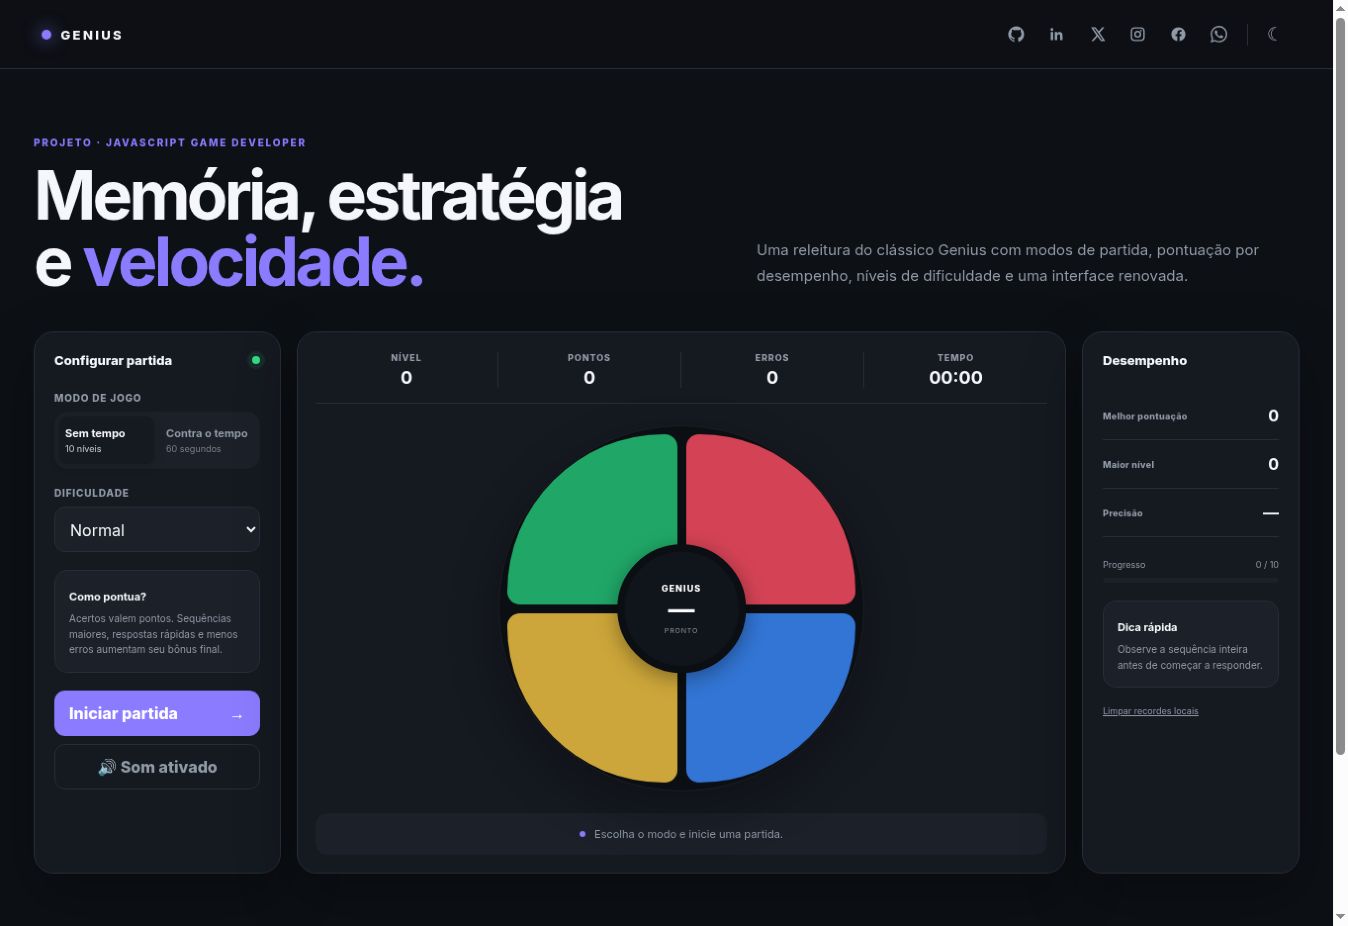 GENIUS
PROJETO · JAVASCRIPT GAME DEVELOPER
Memória, estratégia
e velocidade.
Uma releitura do clássico Genius com modos de partida, pontuação por
desempenho, níveis de dificuldade e uma interface renovada.
Configurar partida
MODO DE JOGO
Sem tempo
10 níveis
Contra o tempo
60 segundos
DIFICULDADE
Normal
Como pontua?
Acertos valem pontos. Sequências
maiores, respostas rápidas e menos
erros aumentam seu bônus final.
Iniciar partida →
🔊 Som ativado
NÍVEL
0
PONTOS
0
ERROS
0
TEMPO
00:00
GENIUS
—
PRONTO
Escolha o modo e inicie uma partida.
Desempenho
Melhor pontuação 0
Maior nível 0
Precisão —
Progresso 0 / 10
Dica rápida
Observe a sequência inteira
antes de começar a responder.
Limpar recordes locais